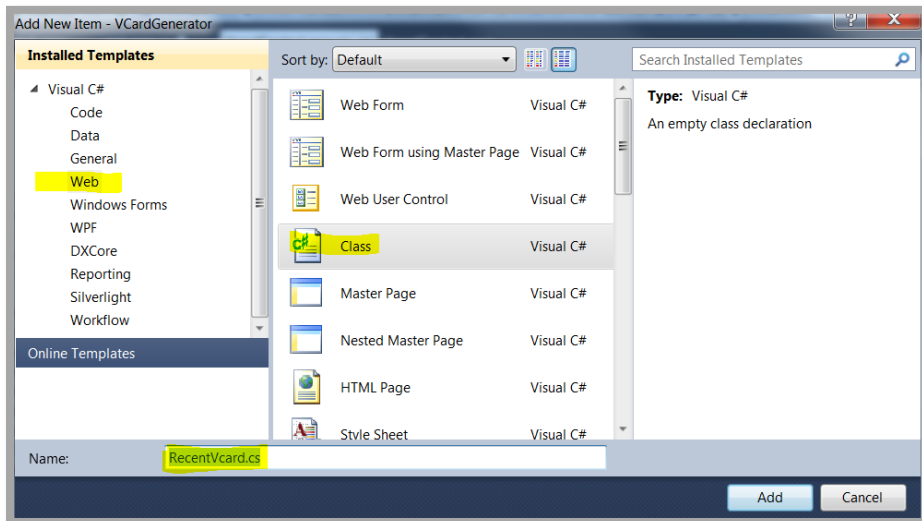 Add New Item - VCardGenerator
Installed Templates
Visual C#
Code
Data
General
Web
Windows Forms
WPF
DXCore
Reporting
Silverlight
Workflow
Online Templates
Sort by: Default
Web Form Visual C#
Web Form using Master Page Visual C#
Web User Control Visual C#
Class Visual C#
Master Page Visual C#
Nested Master Page Visual C#
HTML Page Visual C#
Style Sheet Visual C#
Search Installed Templates
Type: Visual C#
An empty class declaration
Name: RecentVcard.cs
Add Cancel